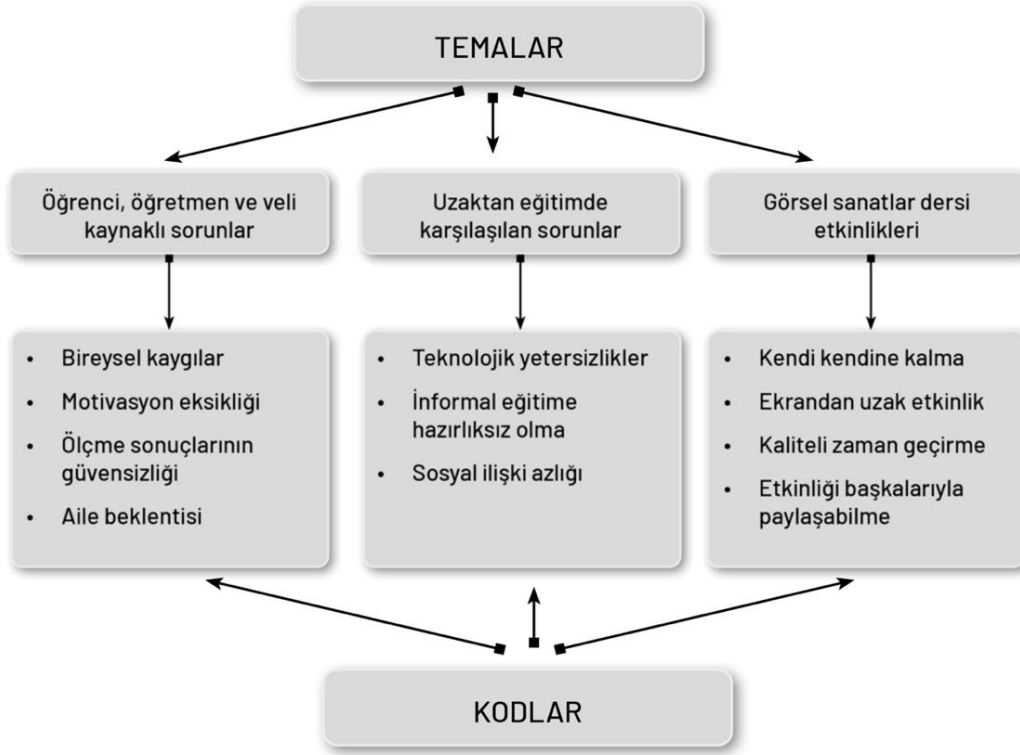 TEMALAR
Öğrenci, öğretmen ve veli
kaynaklı sorunlar
Uzaktan eğitimde
karşılaşılan sorunlar
Görsel sanatlar dersi
etkinlikleri
• Bireysel kaygılar
• Motivasyon eksikliği
• Ölçme sonuçlarının
güvensizliği
• Aile beklentisi
• Teknolojik yetersizlikler
• İnformal eğitime
hazırlıksız olma
• Sosyal ilişki azlığı
• Kendi kendine kalma
• Ekrandan uzak etkinlik
• Kaliteli zaman geçirme
• Etkinliği başkalarıyla
paylaşabilme
KODLAR